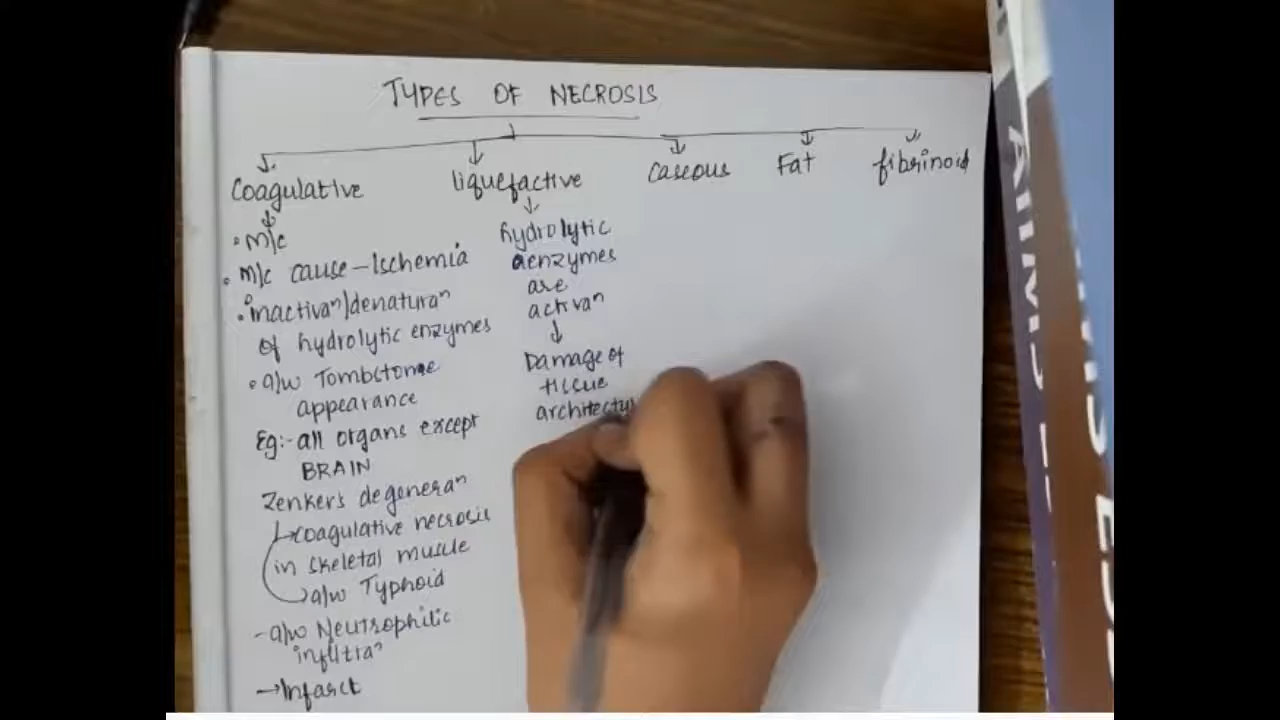 TYPES OF NECROSIS
Coagulative
liquefactive
Caseous
Fat
fibrinoid
• M/c
• M/c cause – Ischemia
• inactivaⁿ/denaturaⁿ
of hydrolytic enzymes
• a/w Tombstone
appearance
Eg:- all organs except
BRAIN
Zenkers degeneraⁿ
coagulative necrosis
in skeletal muscle
a/w Typhoid
- a/w Neutrophilic
infiltraⁿ
→ Infarct
hydrolytic
enzymes
are
activaⁿ
Damage of
tissue
architectu